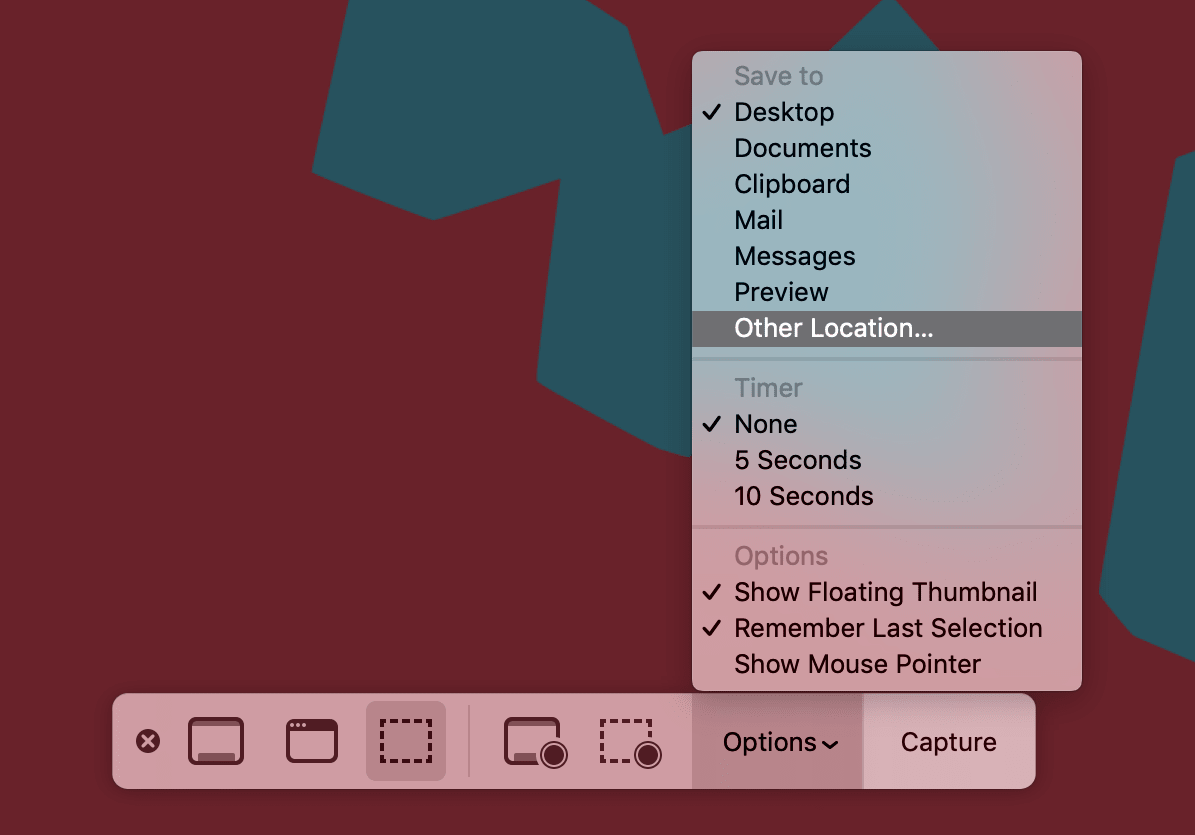 Save to
Desktop
Documents
Clipboard
Mail
Messages
Preview
Other Location...
Timer
None
5 Seconds
10 Seconds
Options
Show Floating Thumbnail
Remember Last Selection
Show Mouse Pointer
Options
Capture